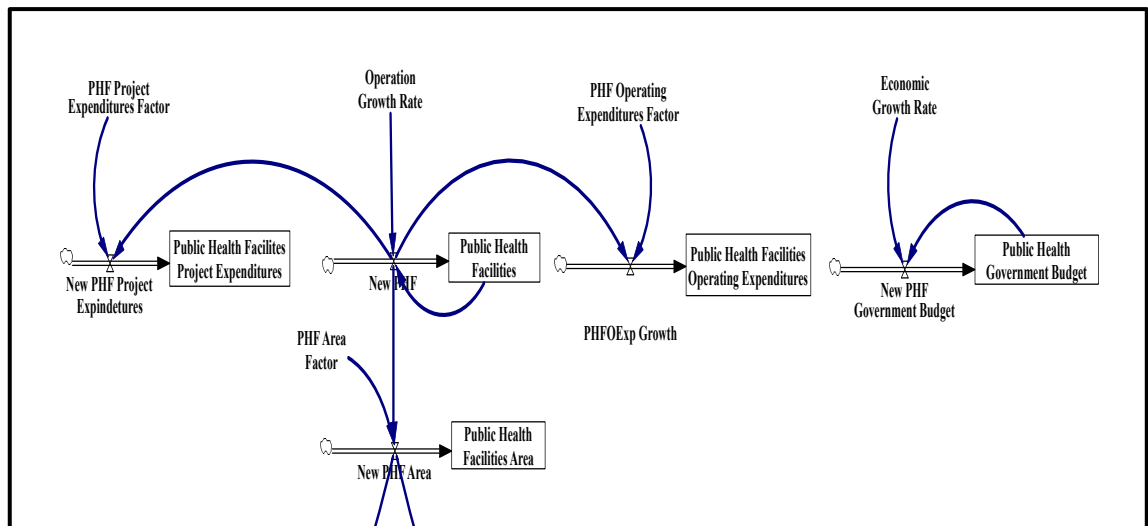 PHF Project
Expenditures Factor
Operation
Growth Rate
PHF Operating
Expenditures Factor
Economic
Growth Rate
Public Health Facilites
Project Expenditures
New PHF Project
Expindetures
Public Health
Facilities
New PHF
Public Health Facilities
Operating Expenditures
PHFOExp Growth
Public Health
Government Budget
New PHF
Government Budget
PHF Area
Factor
Public Health
Facilities Area
New PHF Area